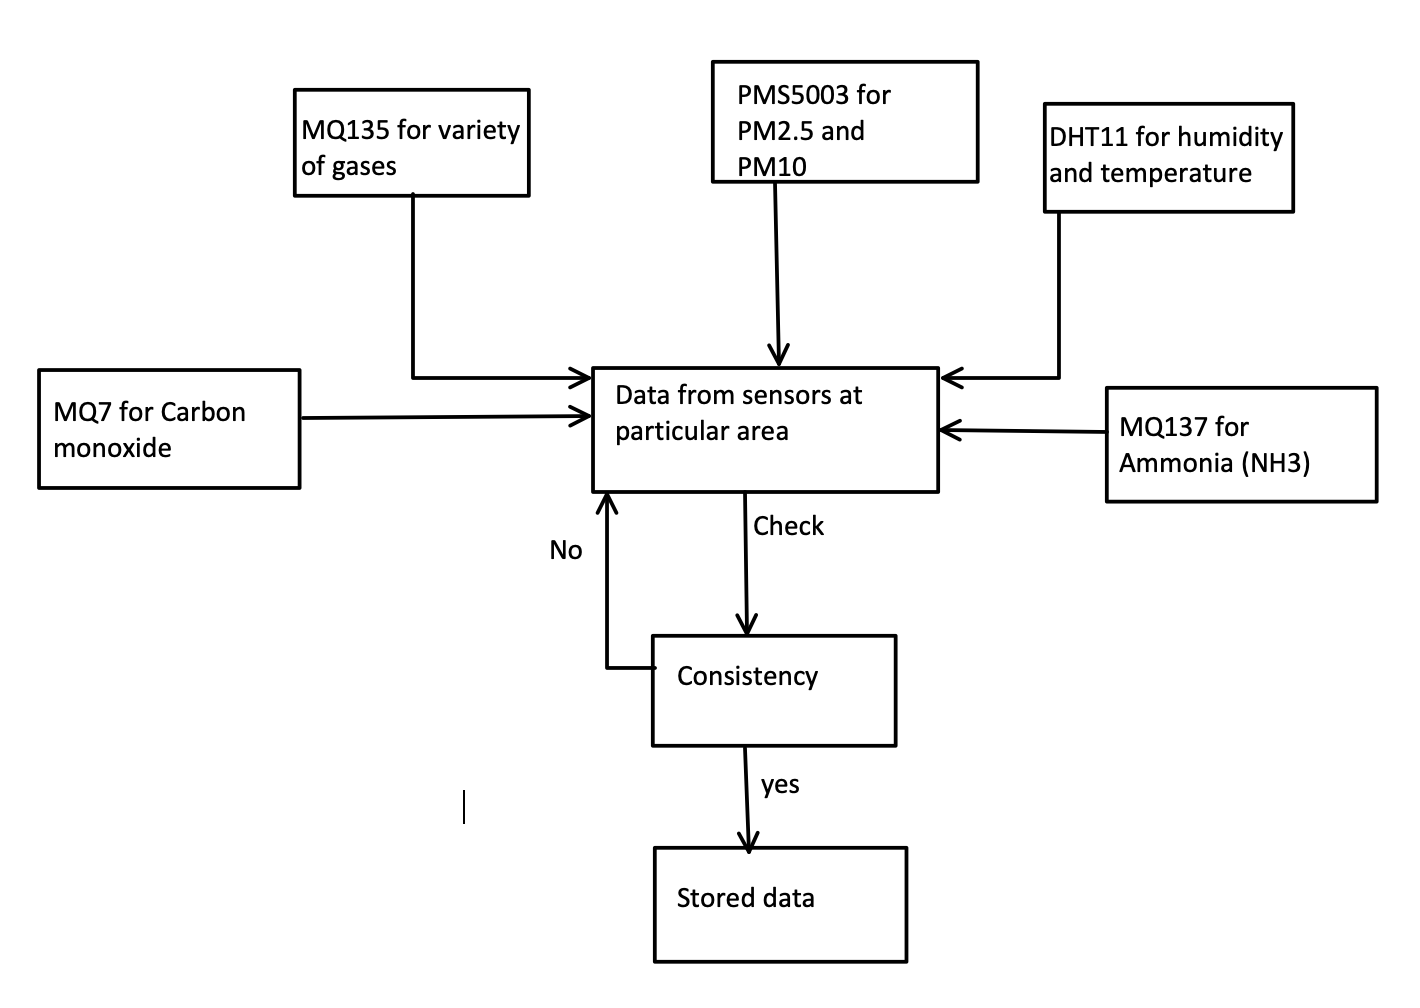 PMS5003 for
PM2.5 and
PM10
MQ135 for variety
of gases
DHT11 for humidity
and temperature
MQ7 for Carbon
monoxide
Data from sensors at
particular area
MQ137 for
Ammonia (NH3)
Check
No
Consistency
yes
Stored data